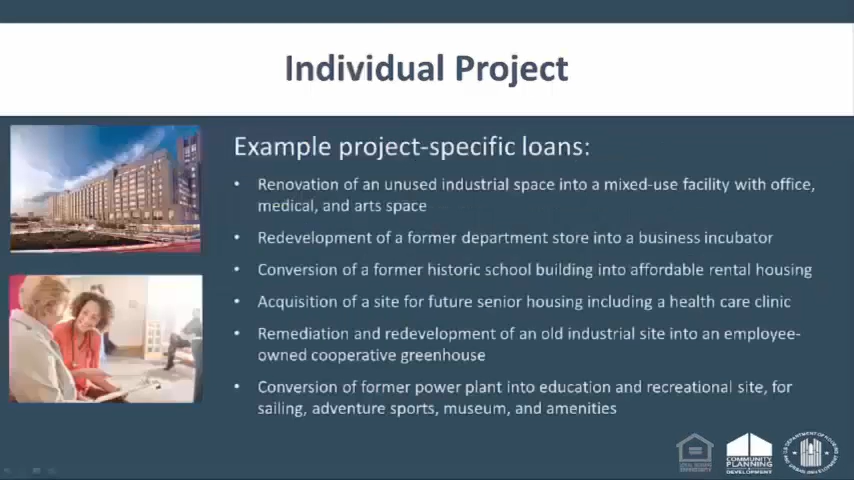 Individual Project
Example project-specific loans:
• Renovation of an unused industrial space into a mixed-use facility with office,
medical, and arts space
• Redevelopment of a former department store into a business incubator
• Conversion of a former historic school building into affordable rental housing
• Acquisition of a site for future senior housing including a health care clinic
• Remediation and redevelopment of an old industrial site into an employee-
owned cooperative greenhouse
• Conversion of former power plant into education and recreational site, for
sailing, adventure sports, museum, and amenities
COMMUNITY
PLANNING
DEVELOPMENT